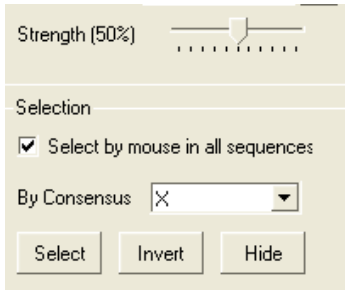 Strength (50%)
Selection
Select by mouse in all sequences
By Consensus X
Select Invert Hide